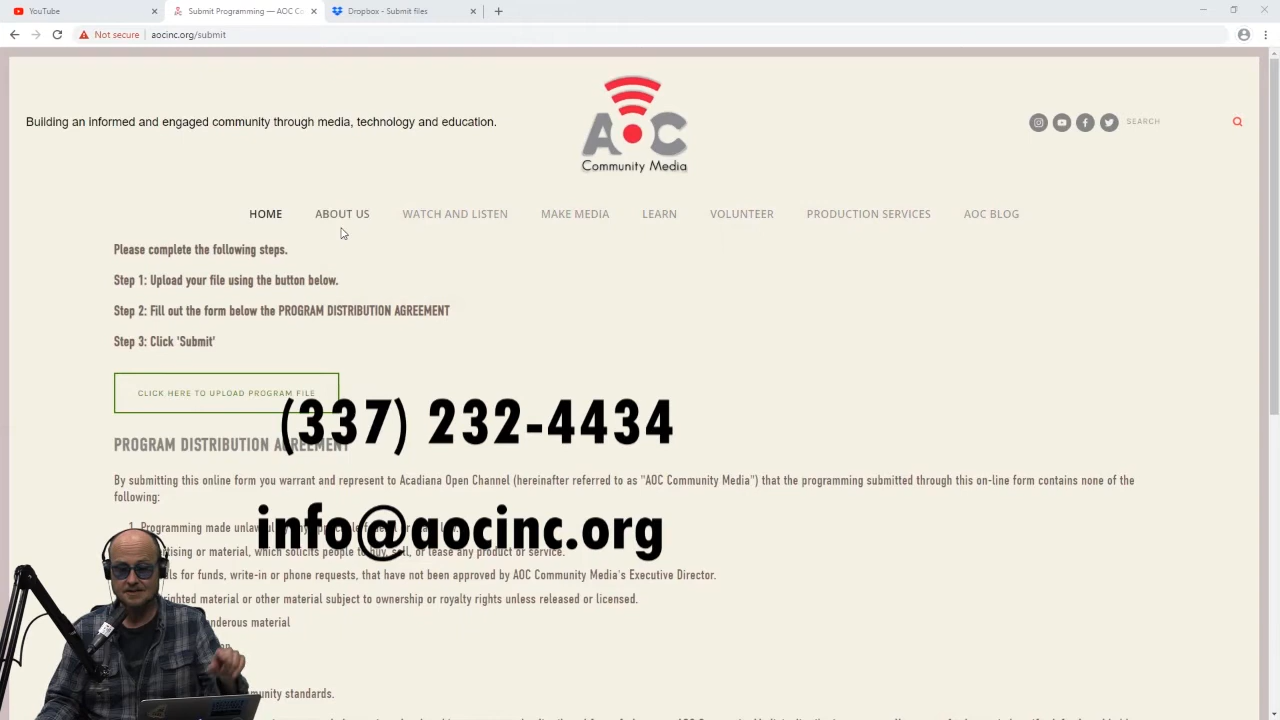 YouTube
Submit Programming — AOC Co
Dropbox - Submit files
Not secure | aocinc.org/submit
Building an informed and engaged community through media, technology and education.
AOC
Community Media
SEARCH
HOME ABOUT US WATCH AND LISTEN MAKE MEDIA LEARN VOLUNTEER PRODUCTION SERVICES AOC BLOG
Please complete the following steps.
Step 1: Upload your file using the button below.
Step 2: Fill out the form below the PROGRAM DISTRIBUTION AGREEMENT
Step 3: Click 'Submit'
CLICK HERE TO UPLOAD PROGRAM FILE
(337) 232-4434
PROGRAM DISTRIBUTION AGREEMENT
By submitting this online form you warrant and represent to Acadiana Open Channel (hereinafter referred to as "AOC Community Media") that the programming submitted through this on-line form contains none of the
following:
info@aocinc.org
1. Programming made unlawful by any applicable
or material, which solicits people to buy, sell, or lease any product or service.
for funds, write-in or phone requests, that have not been approved by AOC Community Media's Executive Director.
material or other material subject to ownership or royalty rights unless released or licensed.
material
standards.